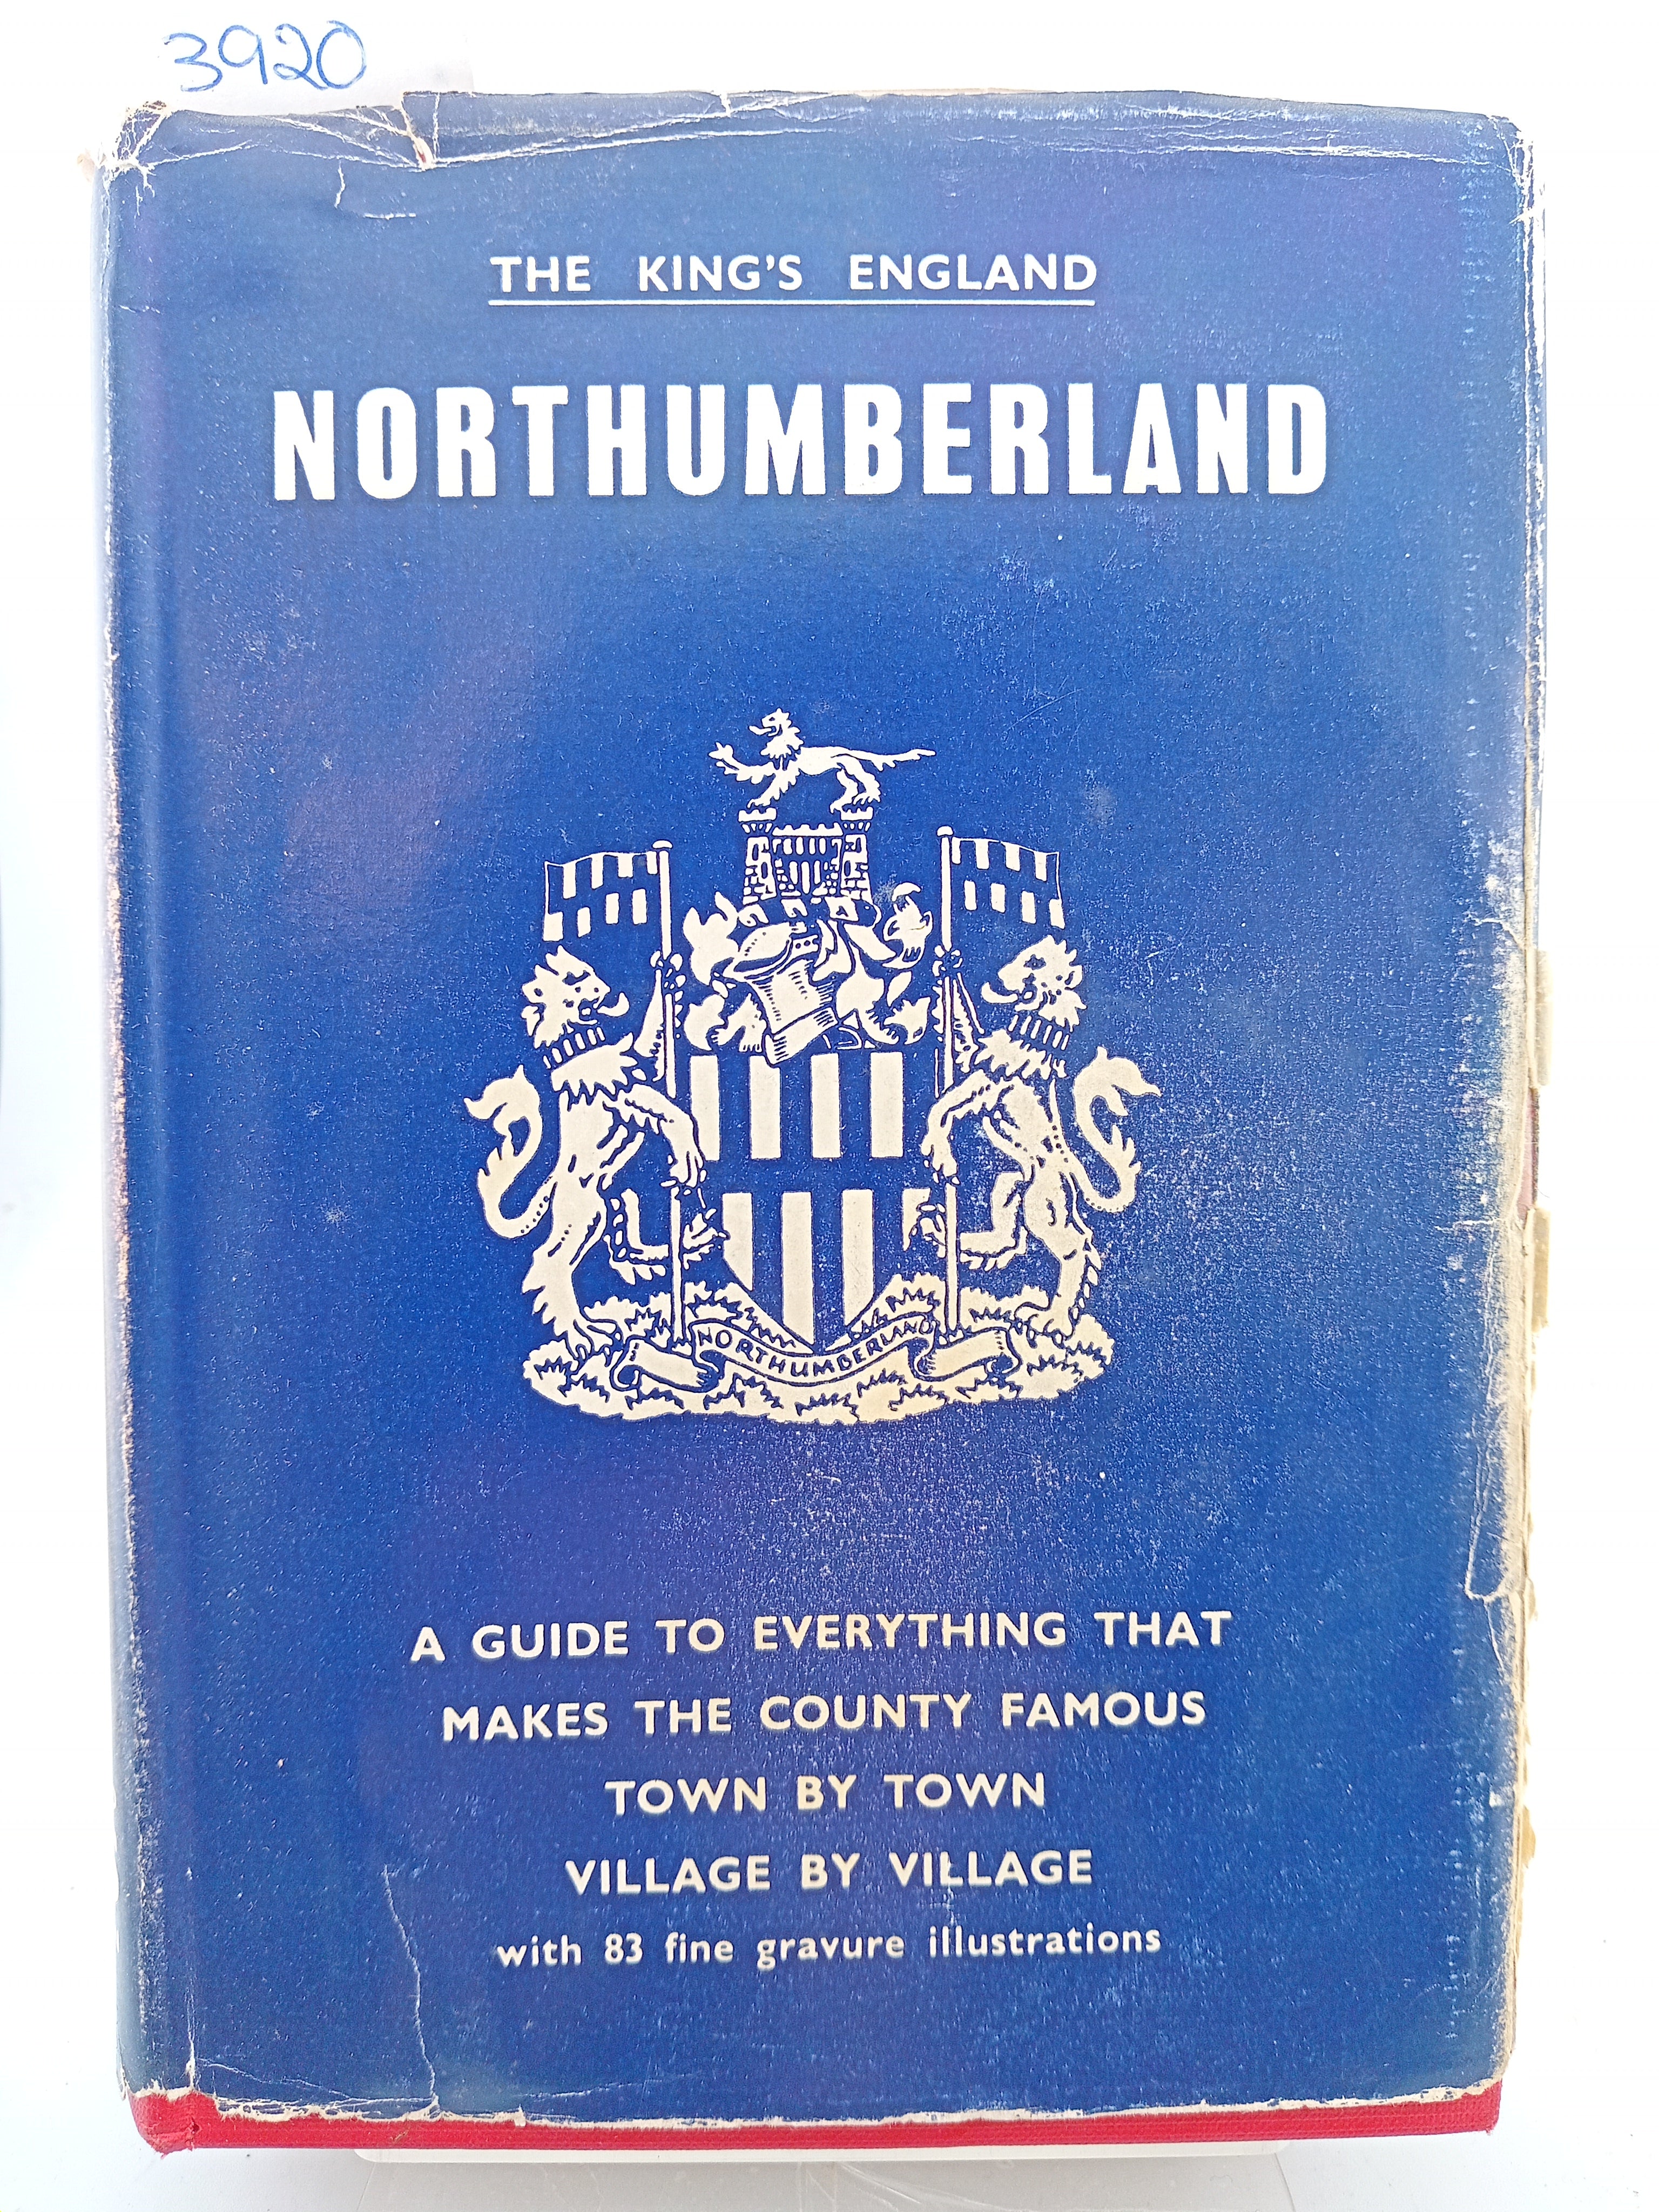 3920
THE KING'S ENGLAND
NORTHUMBERLAND
NORTHUMBERLAND
A GUIDE TO EVERYTHING THAT
MAKES THE COUNTY FAMOUS
TOWN BY TOWN
VILLAGE BY VILLAGE
with 83 fine gravure illustrations